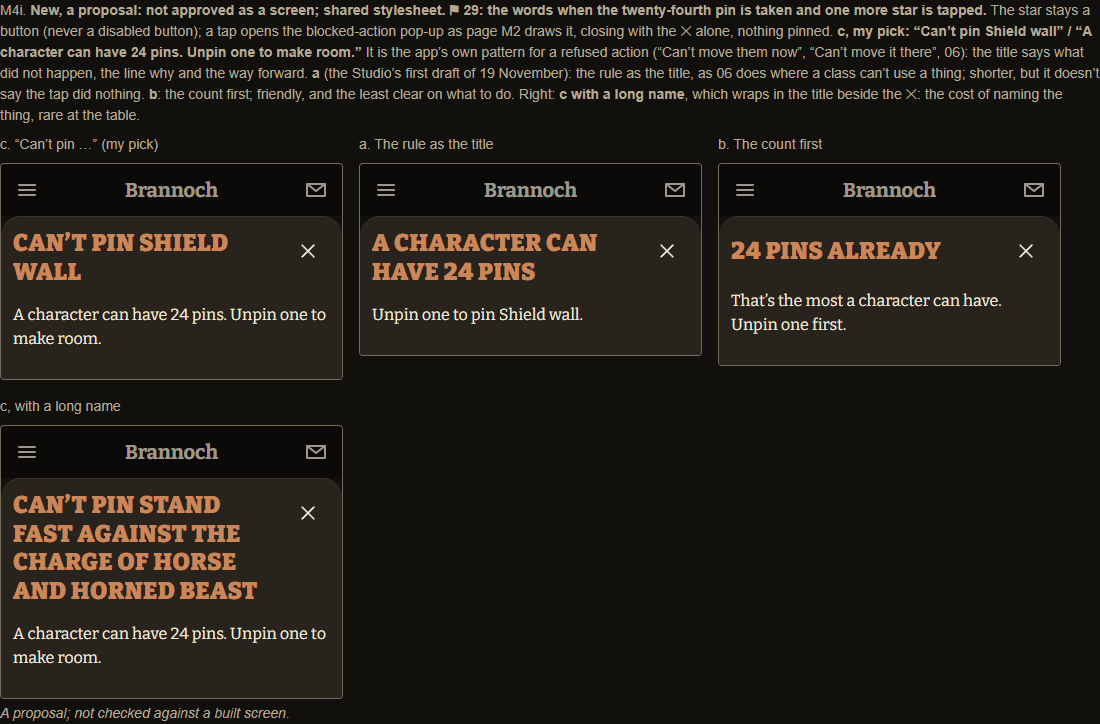 M4i. New, a proposal: not approved as a screen; shared stylesheet. ⚑ 29: the words when the twenty-fourth pin is taken and one more star is tapped. The star stays a
button (never a disabled button); a tap opens the blocked-action pop-up as page M2 draws it, closing with the ✕ alone, nothing pinned. c, my pick: “Can’t pin Shield wall” / “A
character can have 24 pins. Unpin one to make room.” It is the app’s own pattern for a refused action (“Can’t move them now”, “Can’t move it there”, 06): the title says what
did not happen, the line why and the way forward. a (the Studio’s first draft of 19 November): the rule as the title, as 06 does where a class can’t use a thing; shorter, but it doesn’t
say the tap did nothing. b: the count first; friendly, and the least clear on what to do. Right: c with a long name, which wraps in the title beside the ✕: the cost of naming the
thing, rare at the table.
c. “Can’t pin …” (my pick)
Brannoch
CAN’T PIN SHIELD
WALL
✕
A character can have 24 pins. Unpin one to
make room.
a. The rule as the title
Brannoch
A CHARACTER CAN
HAVE 24 PINS
✕
Unpin one to pin Shield wall.
b. The count first
Brannoch
24 PINS ALREADY
✕
That’s the most a character can have.
Unpin one first.
c, with a long name
Brannoch
CAN’T PIN STAND
FAST AGAINST THE
CHARGE OF HORSE
AND HORNED BEAST
✕
A character can have 24 pins. Unpin one to
make room.
A proposal; not checked against a built screen.